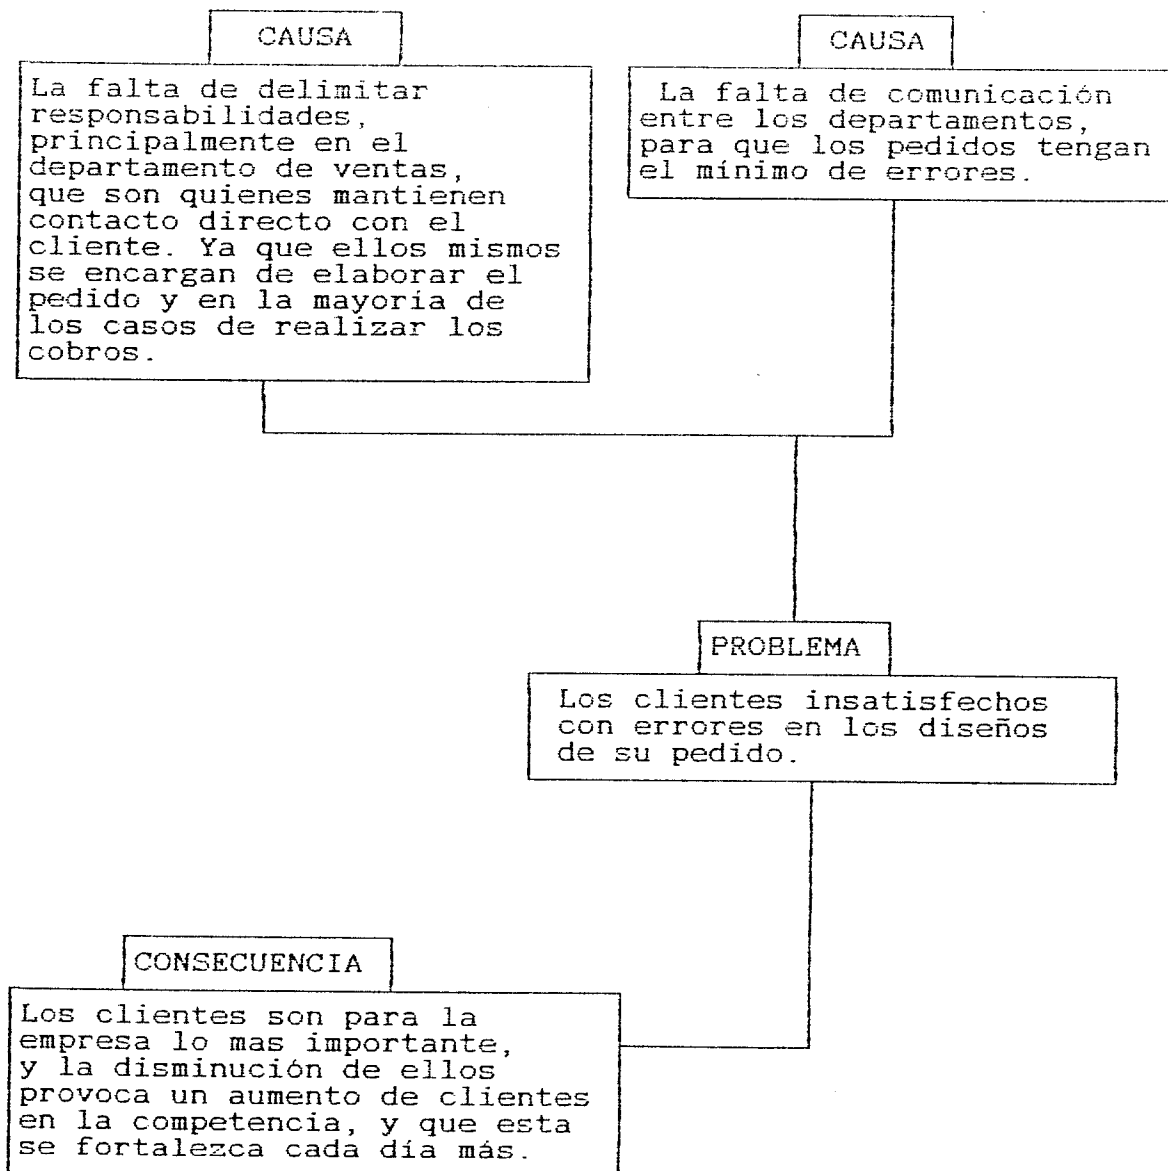 CAUSA
La falta de delimitar
responsabilidades,
principalmente en el
departamento de ventas,
que son quienes mantienen
contacto directo con el
cliente. Ya que ellos mismos
se encargan de elaborar el
pedido y en la mayoría de
los casos de realizar los
cobros.
CAUSA
La falta de comunicación
entre los departamentos,
para que los pedidos tengan
el mínimo de errores.
PROBLEMA
Los clientes insatisfechos
con errores en los diseños
de su pedido.
CONSECUENCIA
Los clientes son para la
empresa lo mas importante,
y la disminución de ellos
provoca un aumento de clientes
en la competencia, y que esta
se fortalezca cada día más.